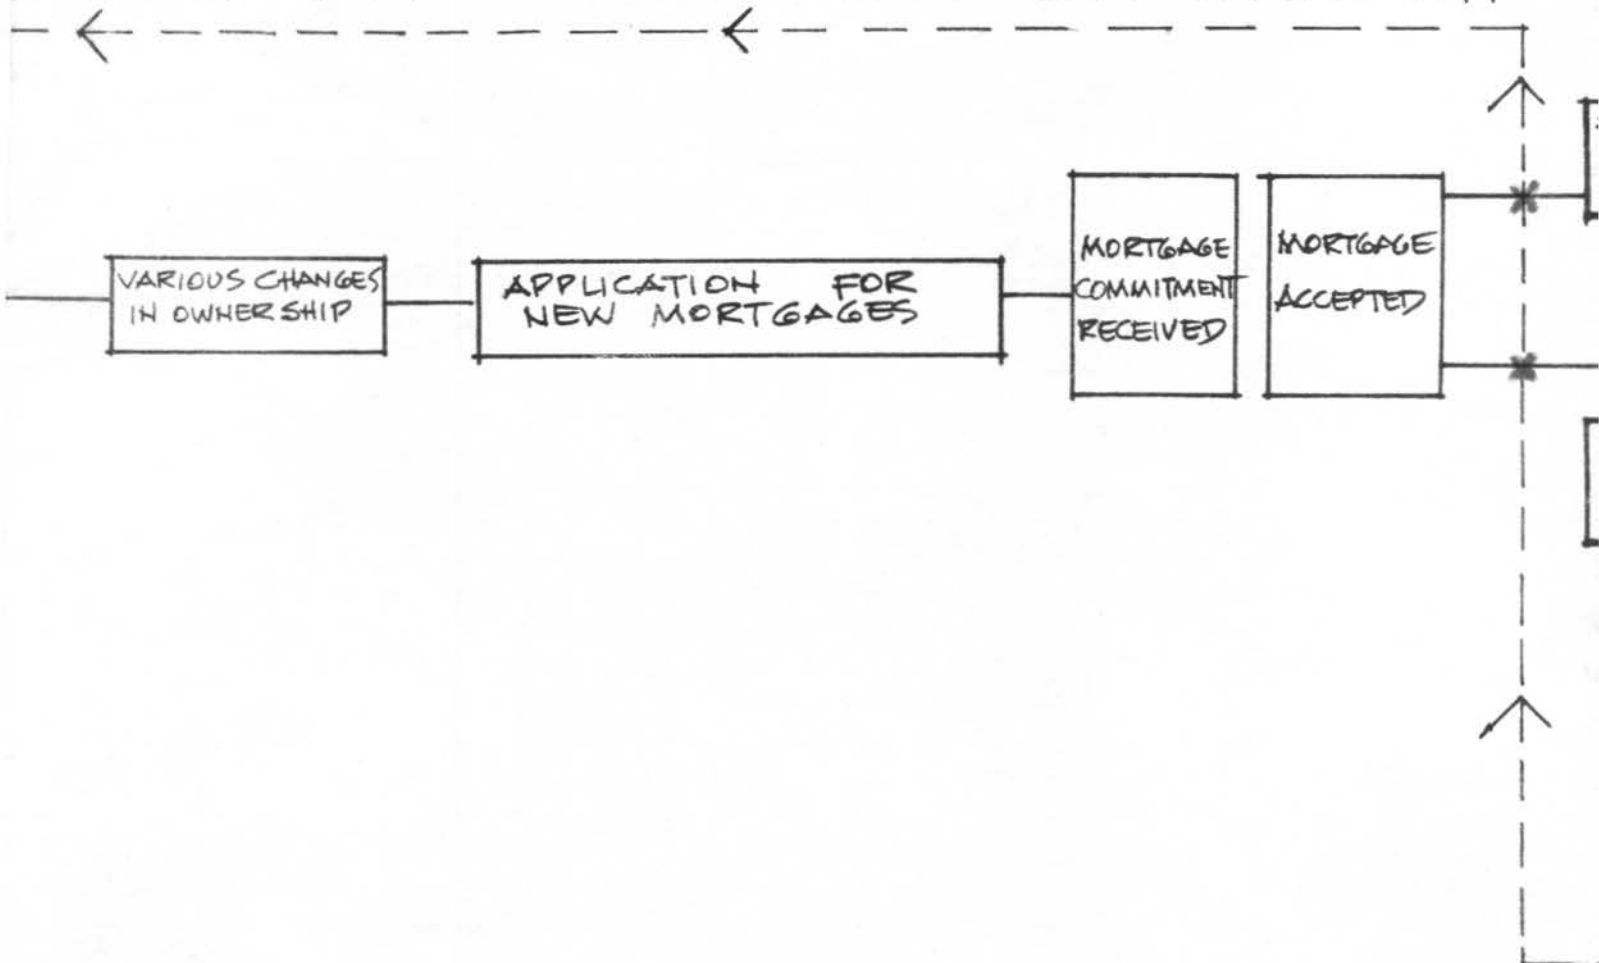 VARIOUS CHANGES
IN OWNERSHIP
APPLICATION FOR
NEW MORTGAGES
MORTGAGE
COMMITMENT
RECEIVED
MORTGAGE
ACCEPTED